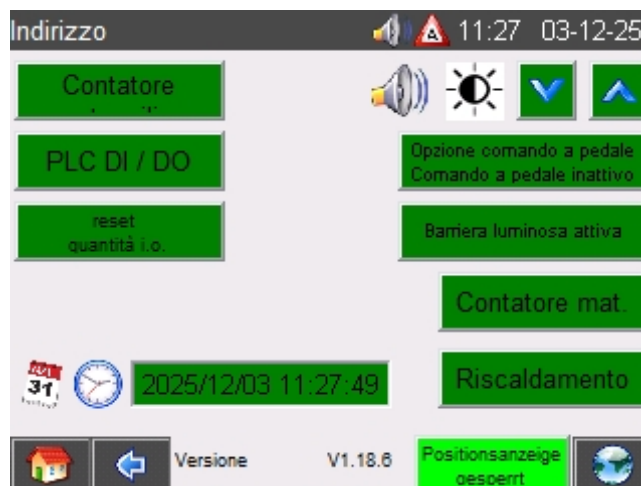 Indirizzo
11:27 03-12-25
Contatore
PLC DI / DO
Opzione comando a pedale
Comando a pedale inattivo
reset
quantità i.o.
Barriera luminosa attiva
Contatore mat.
31
2025/12/03 11:27:49
Riscaldamento
Versione V1.18.6
Positionsanzeige
gesperrt